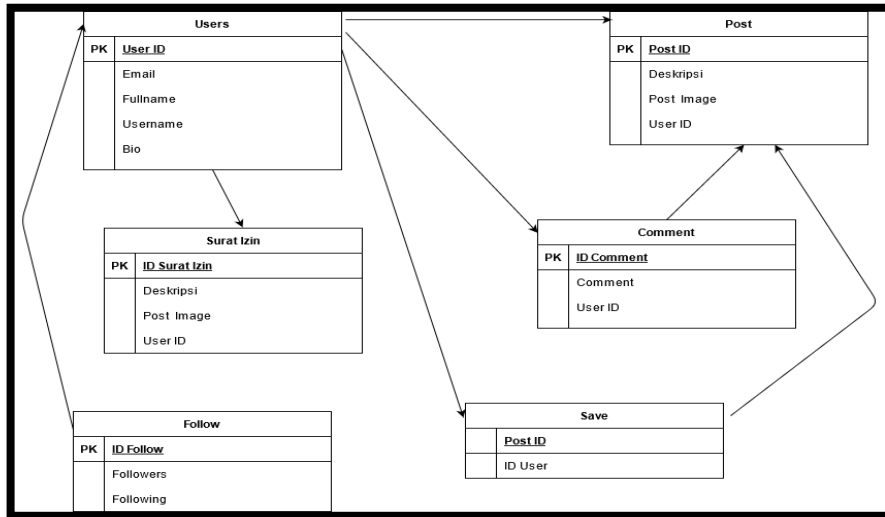 Users
PK User ID
Email
Fullname
Username
Bio
Post
PK Post ID
Deskripsi
Post Image
User ID
Surat Izin
PK ID Surat Izin
Deskripsi
Post Image
User ID
Comment
PK ID Comment
Comment
User ID
Follow
PK ID Follow
Followers
Following
Save
Post ID
ID User